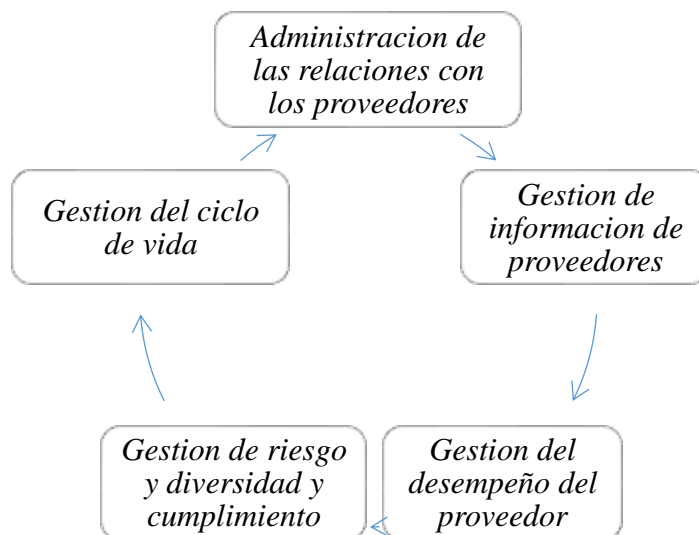 Administracion de
las relaciones con
los proveedores
Gestion de
informacion de
proveedores
Gestion del
desempeño del
proveedor
Gestion de riesgo
y diversidad y
cumplimiento
Gestion del ciclo
de vida